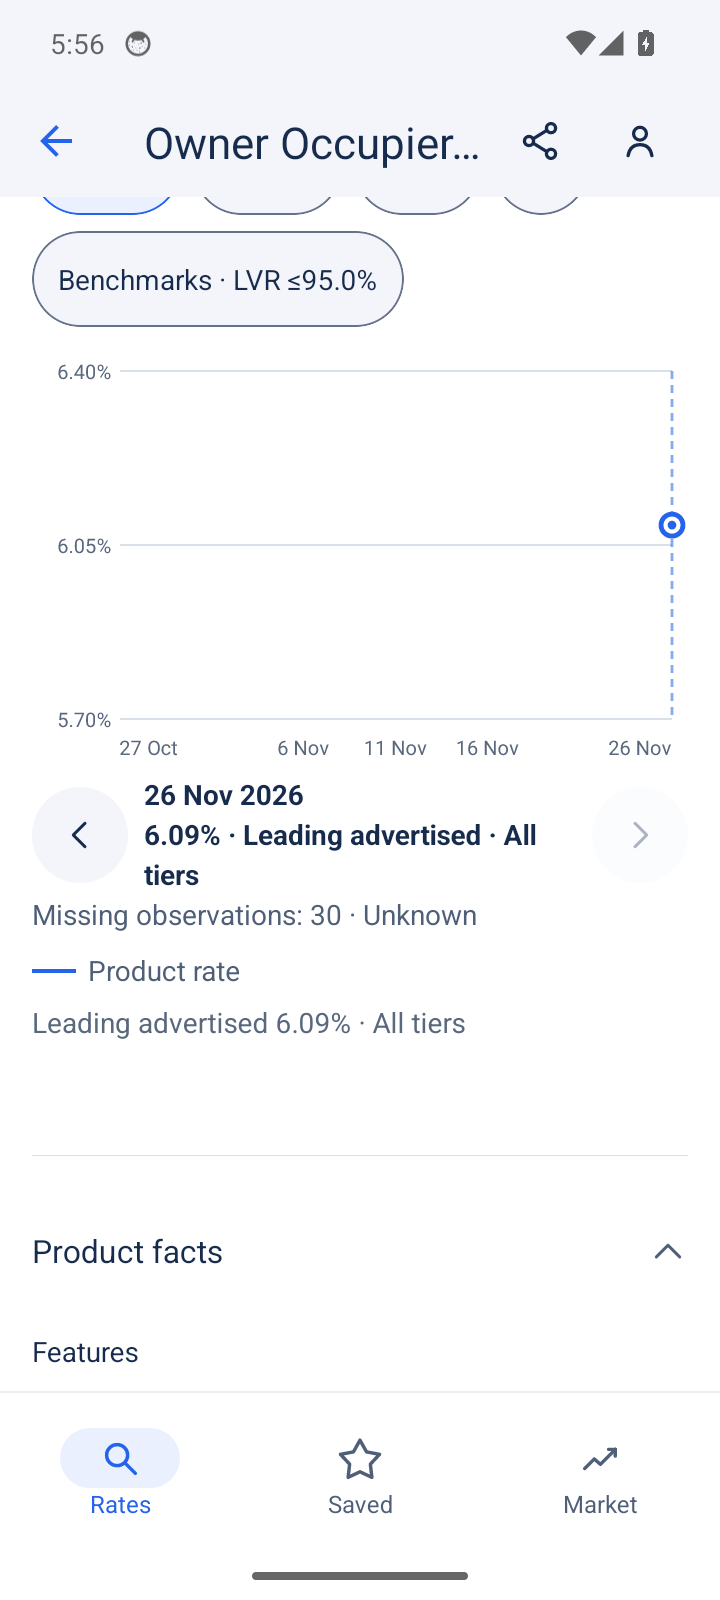 5:56
Owner Occupier...
Benchmarks · LVR ≤95.0%
6.40%
6.05%
5.70%
27 Oct 6 Nov 11 Nov 16 Nov 26 Nov
26 Nov 2026
6.09% · Leading advertised · All
tiers
Missing observations: 30 · Unknown
Product rate
Leading advertised 6.09% · All tiers
Product facts
Features
Rates Saved Market